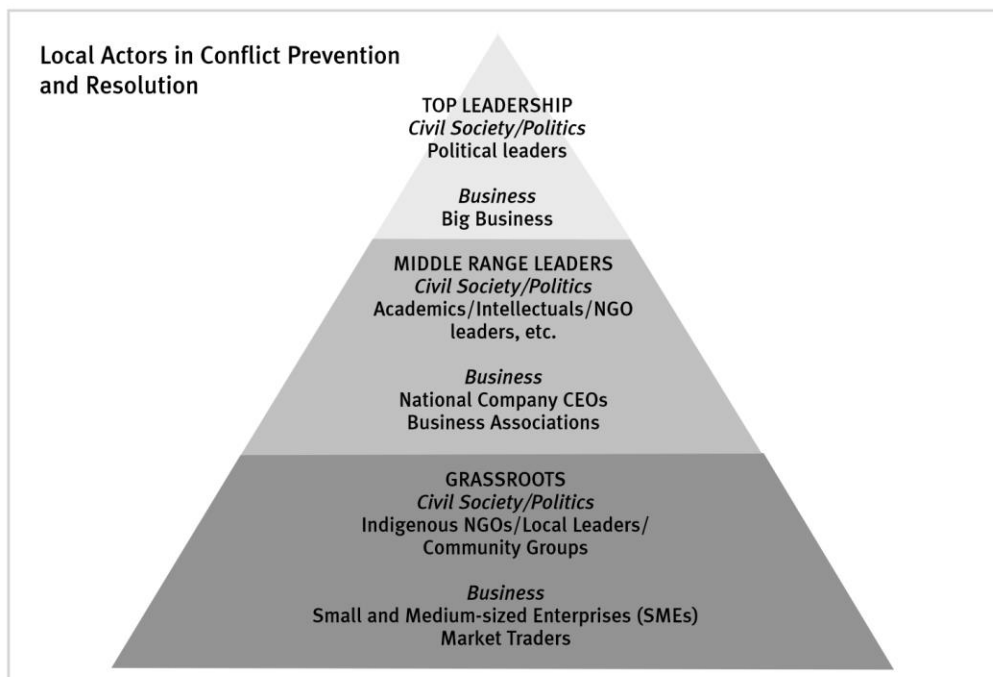 Local Actors in Conflict Prevention
and Resolution
TOP LEADERSHIP
Civil Society/Politics
Political leaders
Business
Big Business
MIDDLE RANGE LEADERS
Civil Society/Politics
Academics/Intellectuals/NGO
leaders, etc.
Business
National Company CEOs
Business Associations
GRASSROOTS
Civil Society/Politics
Indigenous NGOs/Local Leaders/
Community Groups
Business
Small and Medium-sized Enterprises (SMEs)
Market Traders